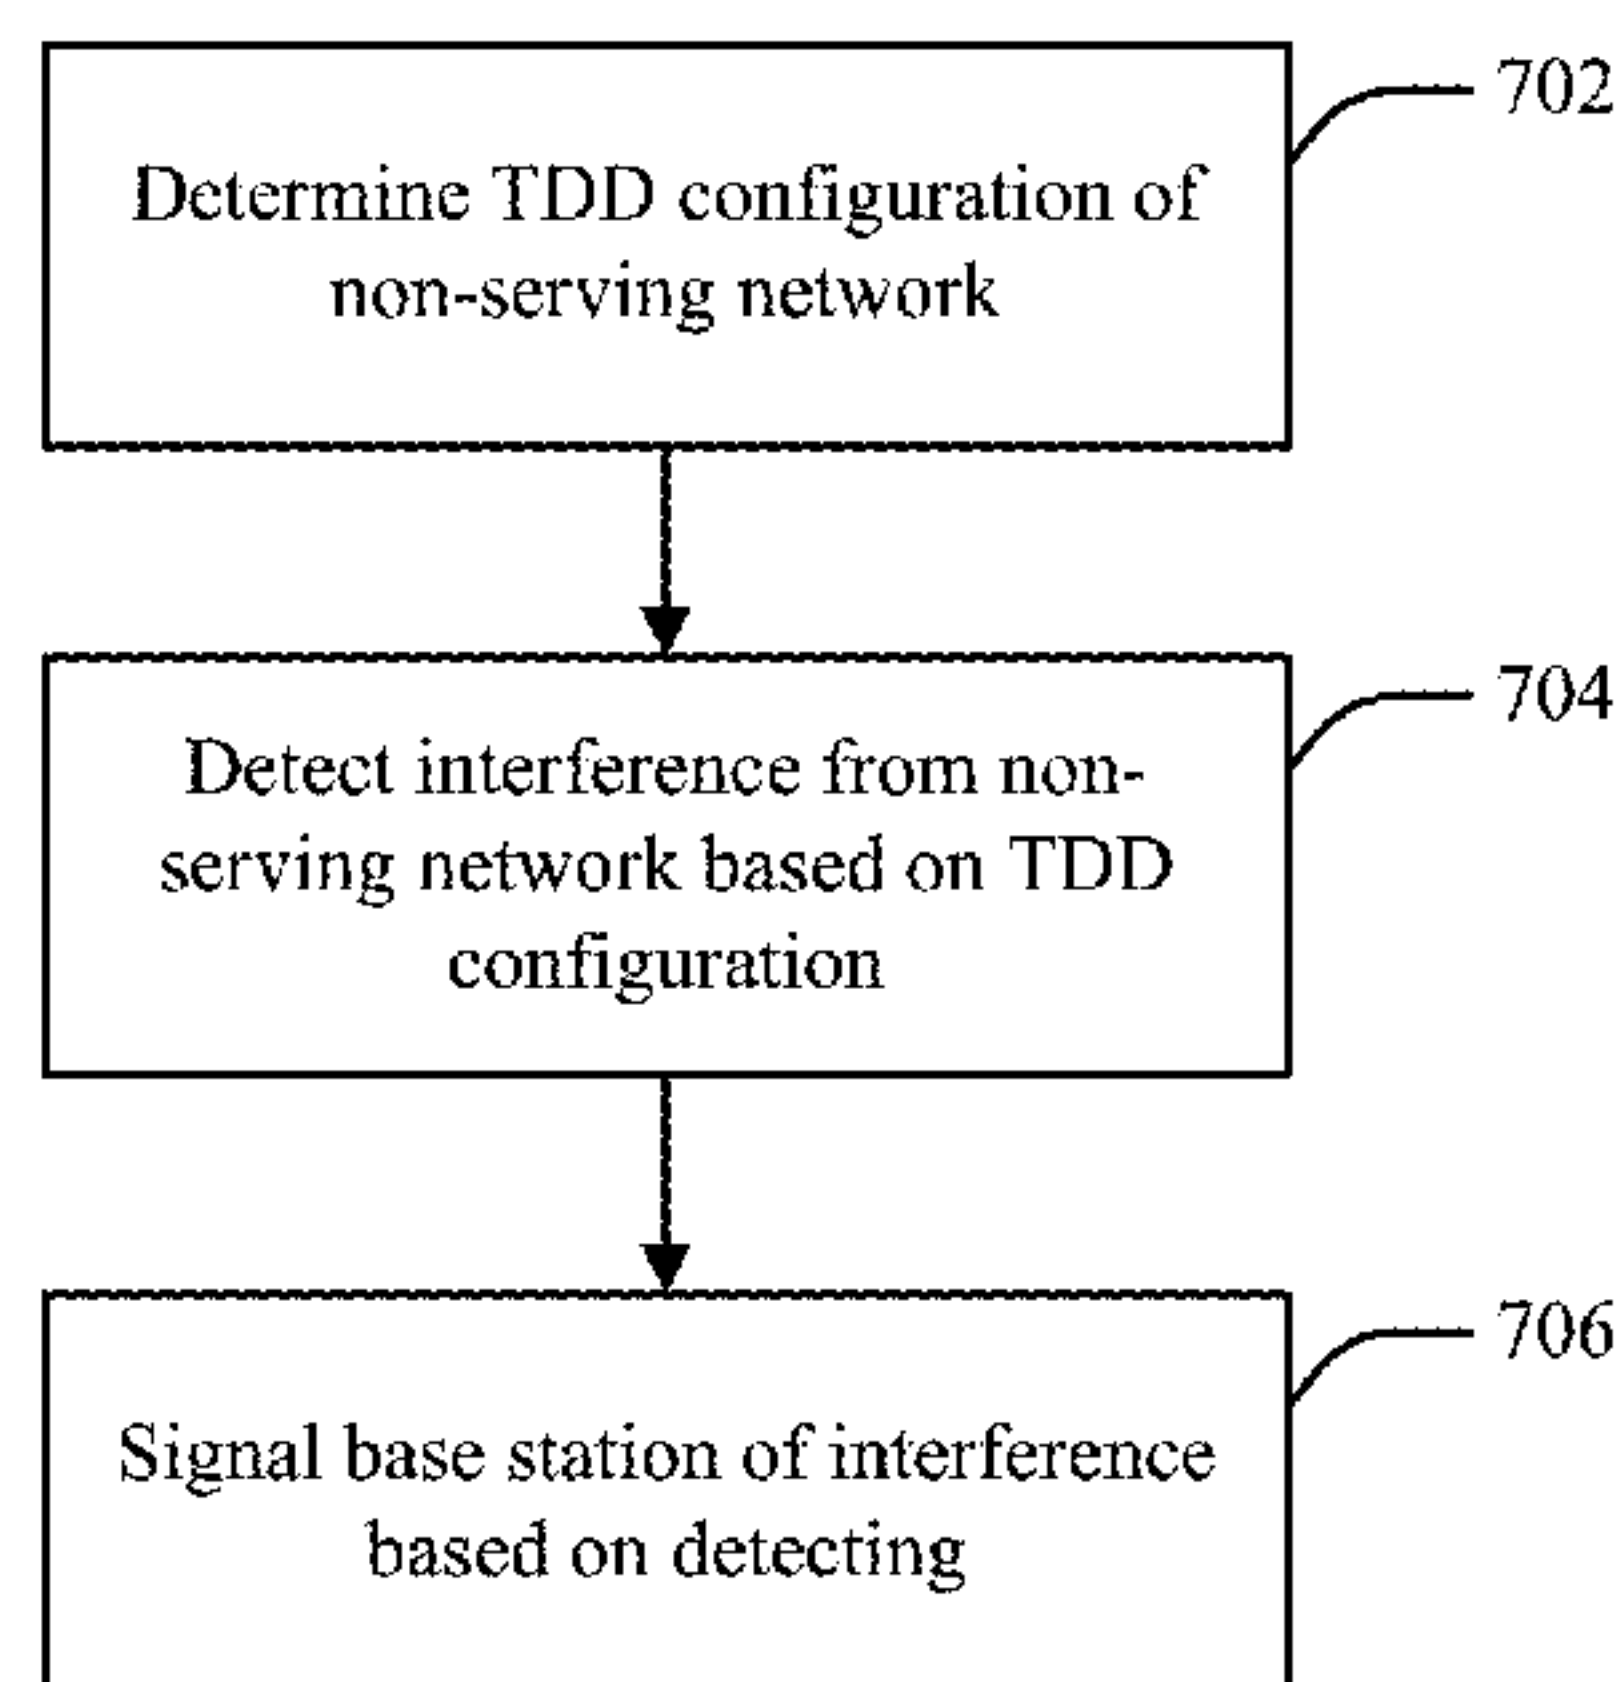 702
Determine TDD configuration of
non-serving network
704
Detect interference from non-
serving network based on TDD
configuration
706
Signal base station of interference
based on detecting